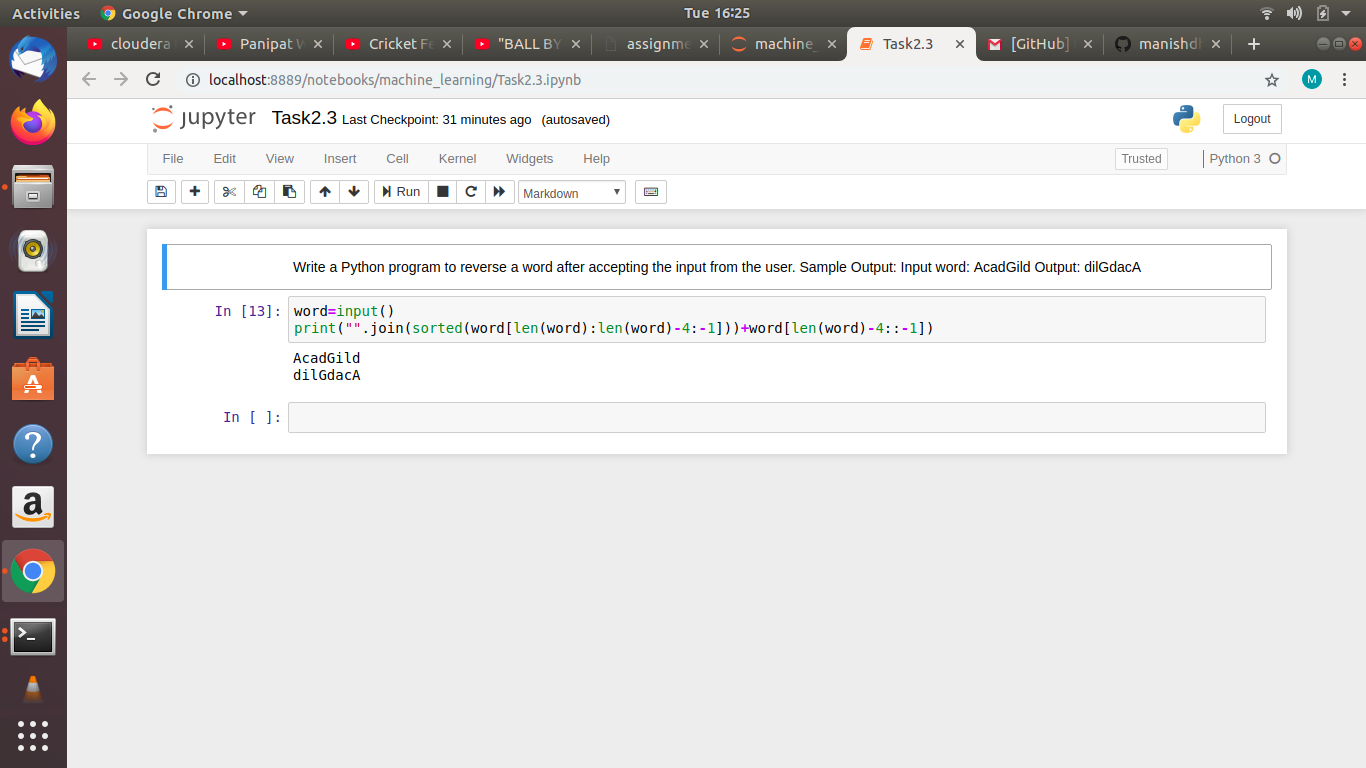 Activities Google Chrome Tue 16:25
cloudera Panipat Cricket Fe "BALL BY assignme machine_ Task2.3 [GitHub] manishd
localhost:8889/notebooks/machine_learning/Task2.3.ipynb M
jupyter Task2.3 Last Checkpoint: 31 minutes ago (autosaved) Logout
File Edit View Insert Cell Kernel Widgets Help Trusted Python 3
Run Markdown
Write a Python program to reverse a word after accepting the input from the user. Sample Output: Input word: AcadGild Output: dilGdacA
In [13]: word=input()
print("".join(sorted(word[len(word):len(word)-4:-1]))+word[len(word)-4::-1])
AcadGild
dilGdacA
In [ ]: